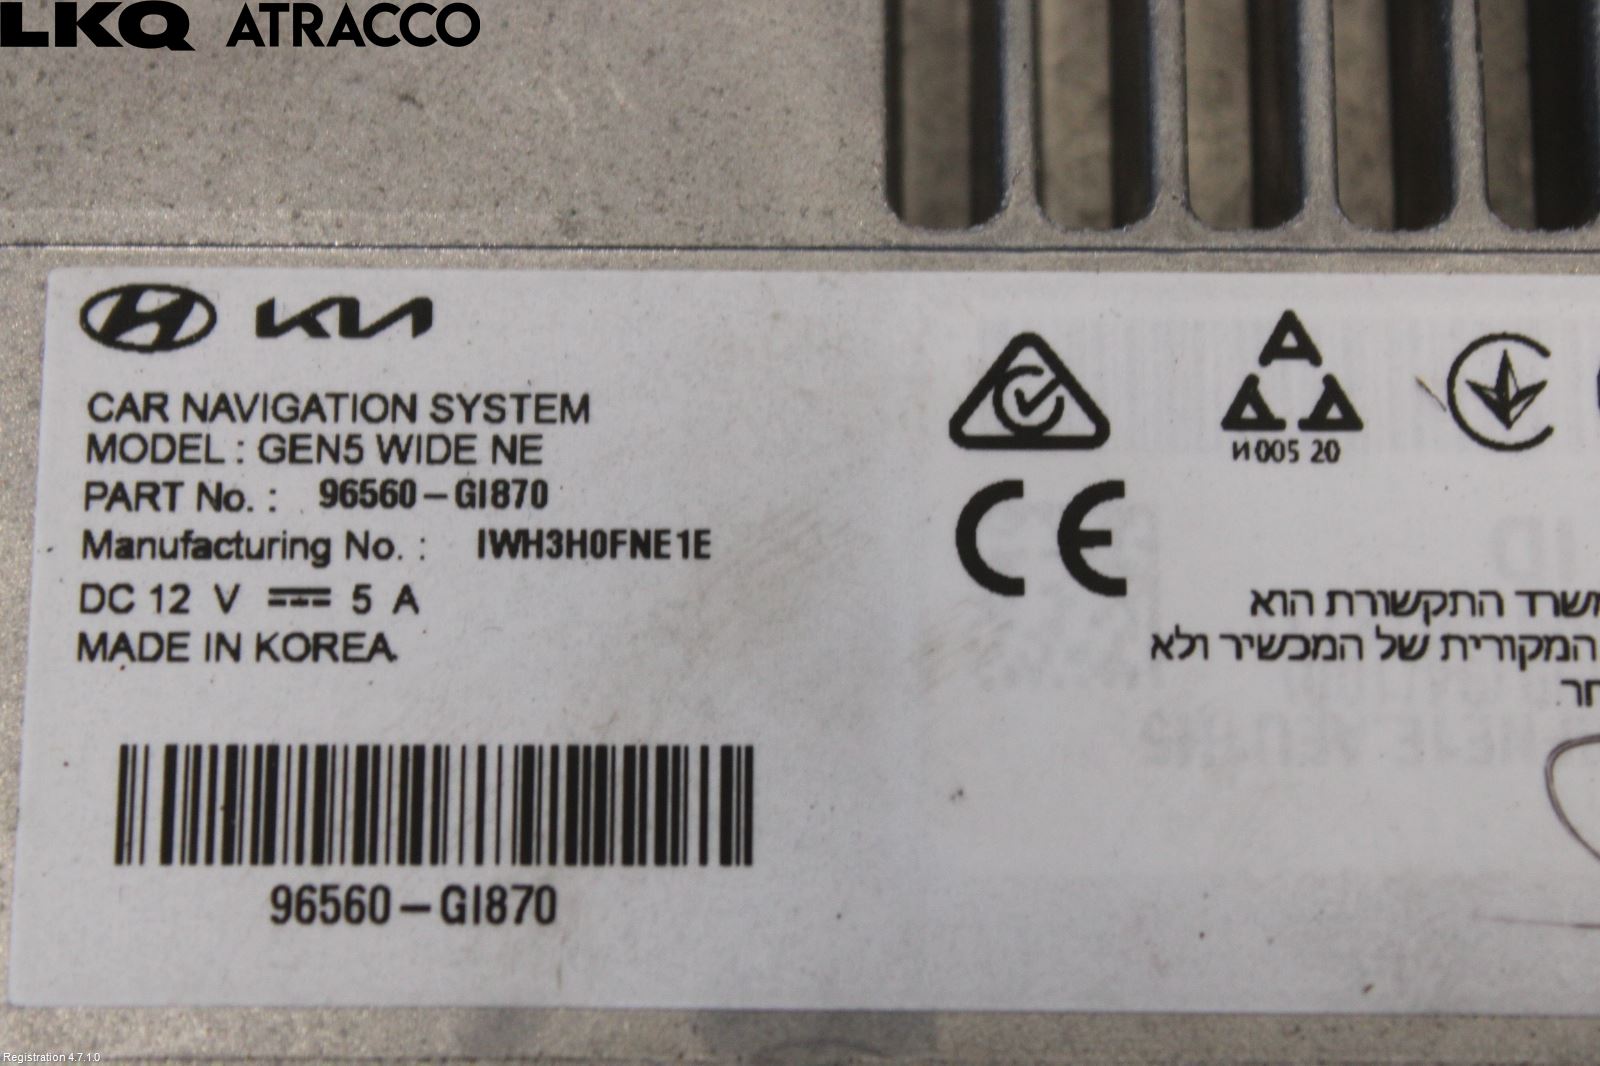 LKQ ATRACCO
KIA
CAR NAVIGATION SYSTEM
MODEL : GEN5 WIDE NE
PART No. : 96560-GI870
Manufacturing No. : IWH3H0FNE1E
DC 12 V ⎓ 5 A
MADE IN KOREA
96560-GI870
И005 20
CE
משרד התקשורת הוא
המקורית של המכשיר ולא
Registration 4.7.1.0